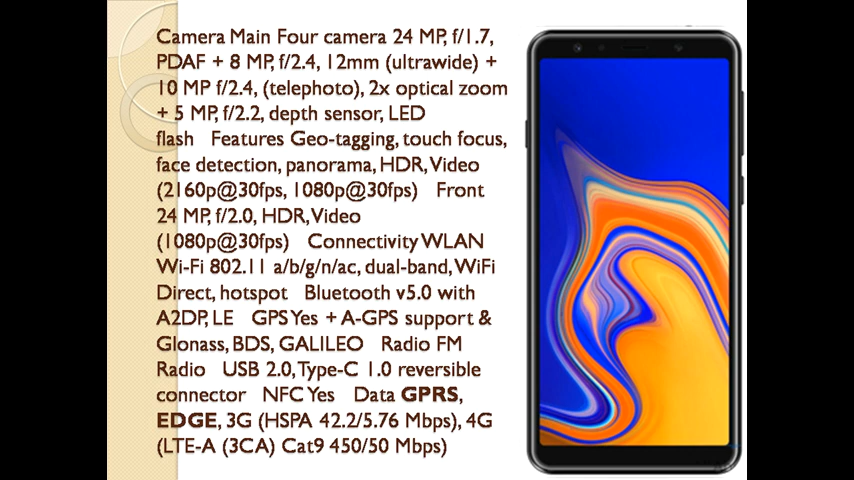 Camera Main Four camera 24 MP, f/1.7,
PDAF + 8 MP, f/2.4, 12mm (ultrawide) +
10 MP f/2.4, (telephoto), 2x optical zoom
+ 5 MP, f/2.2, depth sensor, LED
flash Features Geo-tagging, touch focus,
face detection, panorama, HDR, Video
(2160p@30fps, 1080p@30fps) Front
24 MP, f/2.0, HDR, Video
(1080p@30fps) Connectivity WLAN
Wi-Fi 802.11 a/b/g/n/ac, dual-band, WiFi
Direct, hotspot Bluetooth v5.0 with
A2DP, LE GPS Yes + A-GPS support &
Glonass, BDS, GALILEO Radio FM
Radio USB 2.0, Type-C 1.0 reversible
connector NFC Yes Data GPRS,
EDGE, 3G (HSPA 42.2/5.76 Mbps), 4G
(LTE-A (3CA) Cat9 450/50 Mbps)